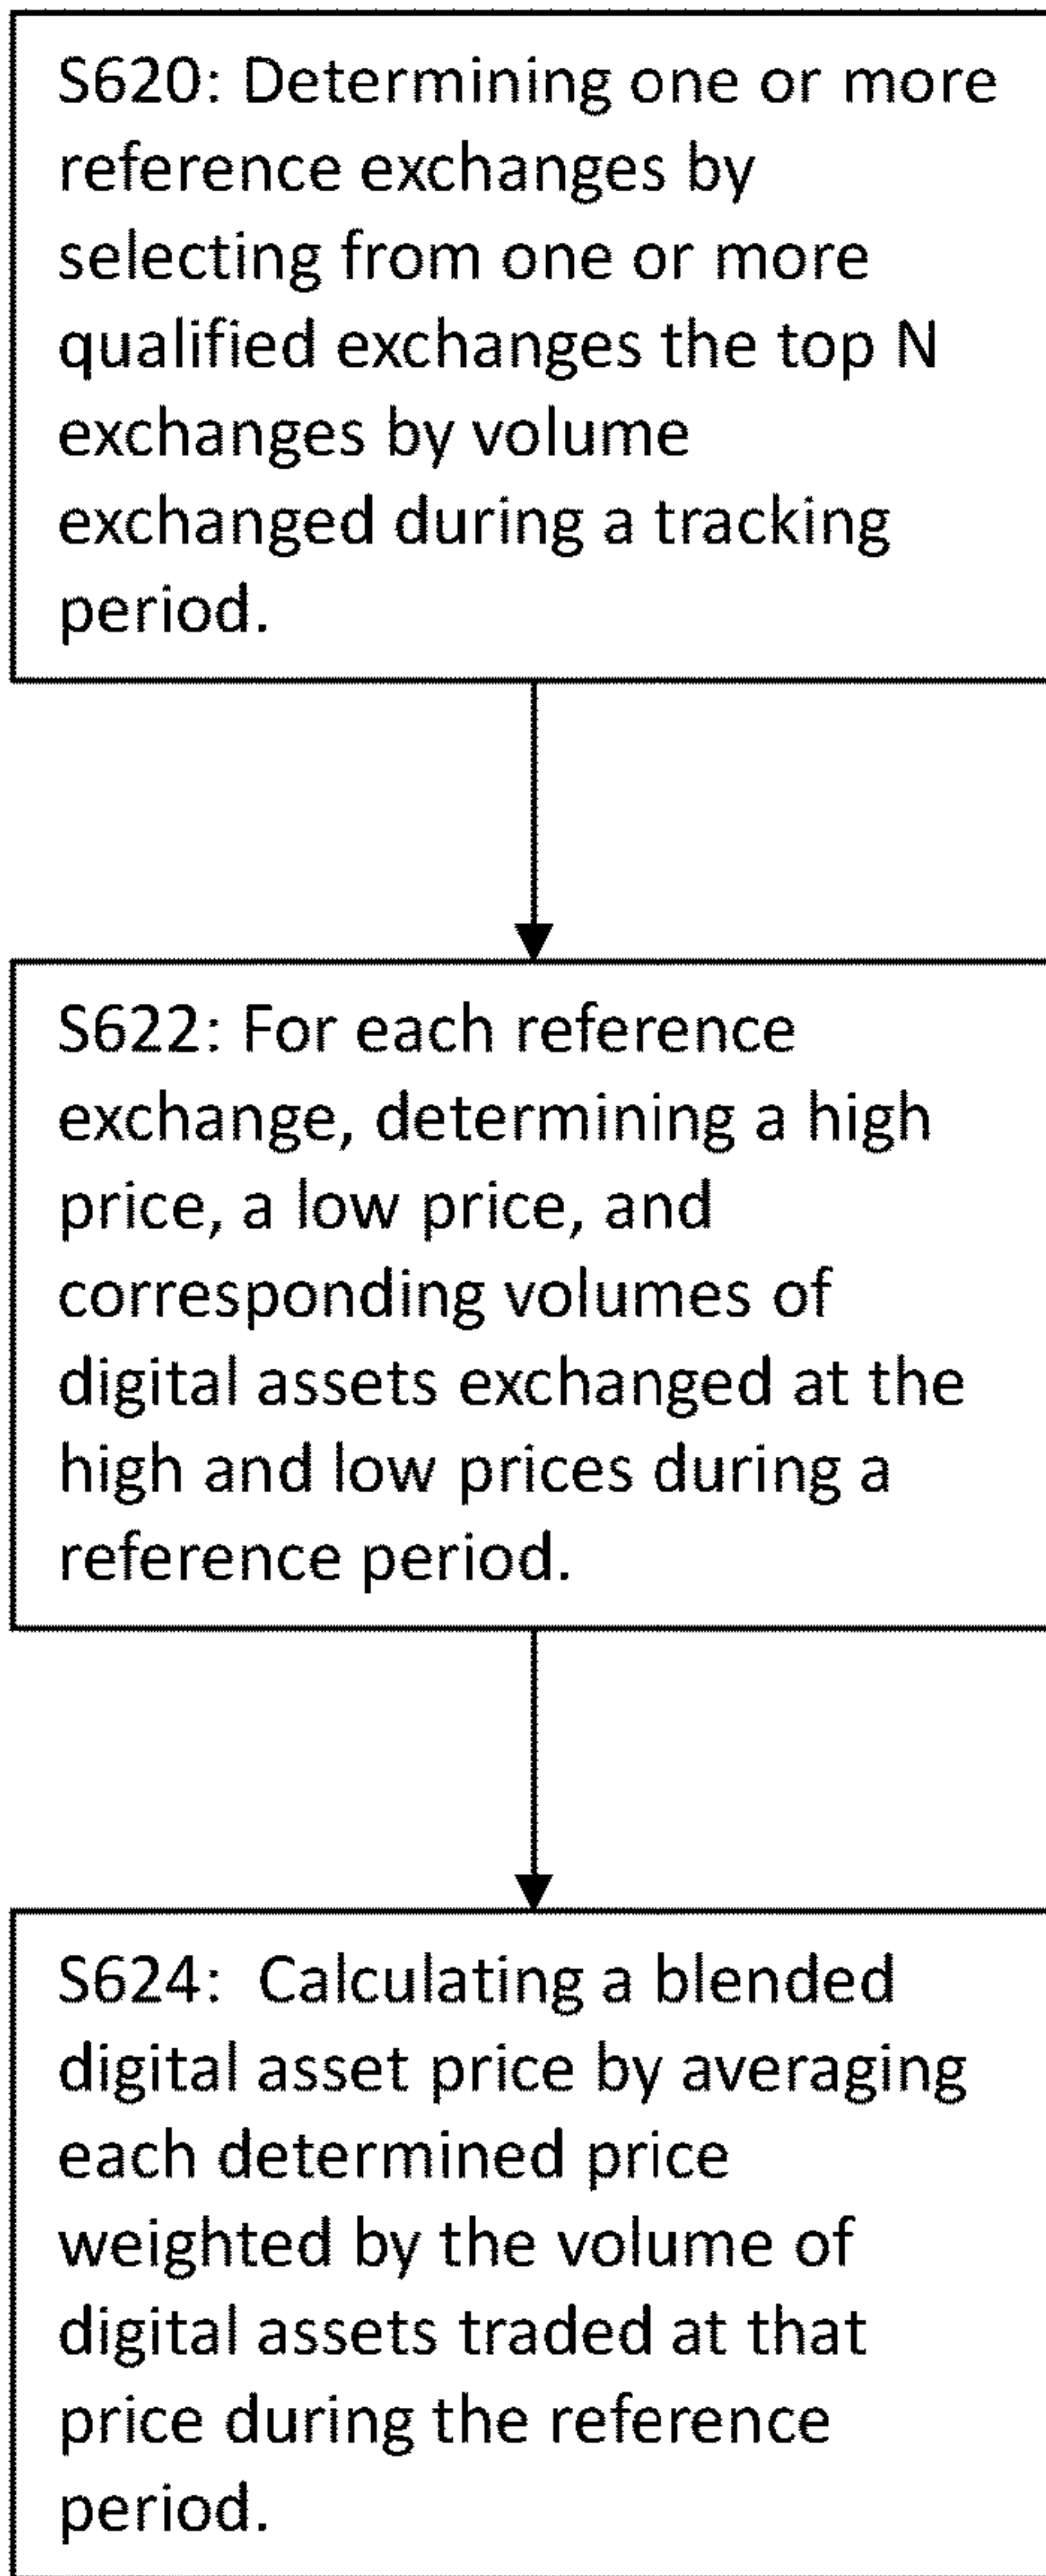 S620: Determining one or more
reference exchanges by
selecting from one or more
qualified exchanges the top N
exchanges by volume
exchanged during a tracking
period.
S622: For each reference
exchange, determining a high
price, a low price, and
corresponding volumes of
digital assets exchanged at the
high and low prices during a
reference period.
S624:  Calculating a blended
digital asset price by averaging
each determined price
weighted by the volume of
digital assets traded at that
price during the reference
period.